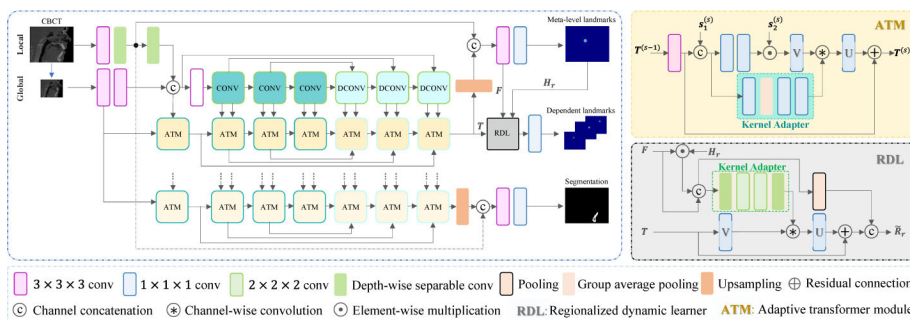 CBCT
Local
Global
C
C
CONV
CONV
CONV
DCONV
DCONV
DCONV
ATM
ATM
ATM
ATM
ATM
ATM
ATM
T
F
H_r
RDL
Meta-level landmarks
Dependent landmarks
ATM
ATM
ATM
ATM
ATM
ATM
ATM
C
Segmentation
ATM
T^(s-1)
s_1^(s)
s_2^(s)
C
V
U
T^(s)
Kernel Adapter
RDL
F
H_r
Kernel Adapter
C
T
V
U
C
R̄_r
3×3×3 conv
1×1×1 conv
2×2×2 conv
Depth-wise separable conv
Pooling
Group average pooling
Upsampling
Residual connection
C Channel concatenation
Channel-wise convolution
Element-wise multiplication
RDL: Regionalized dynamic learner
ATM: Adaptive transformer module